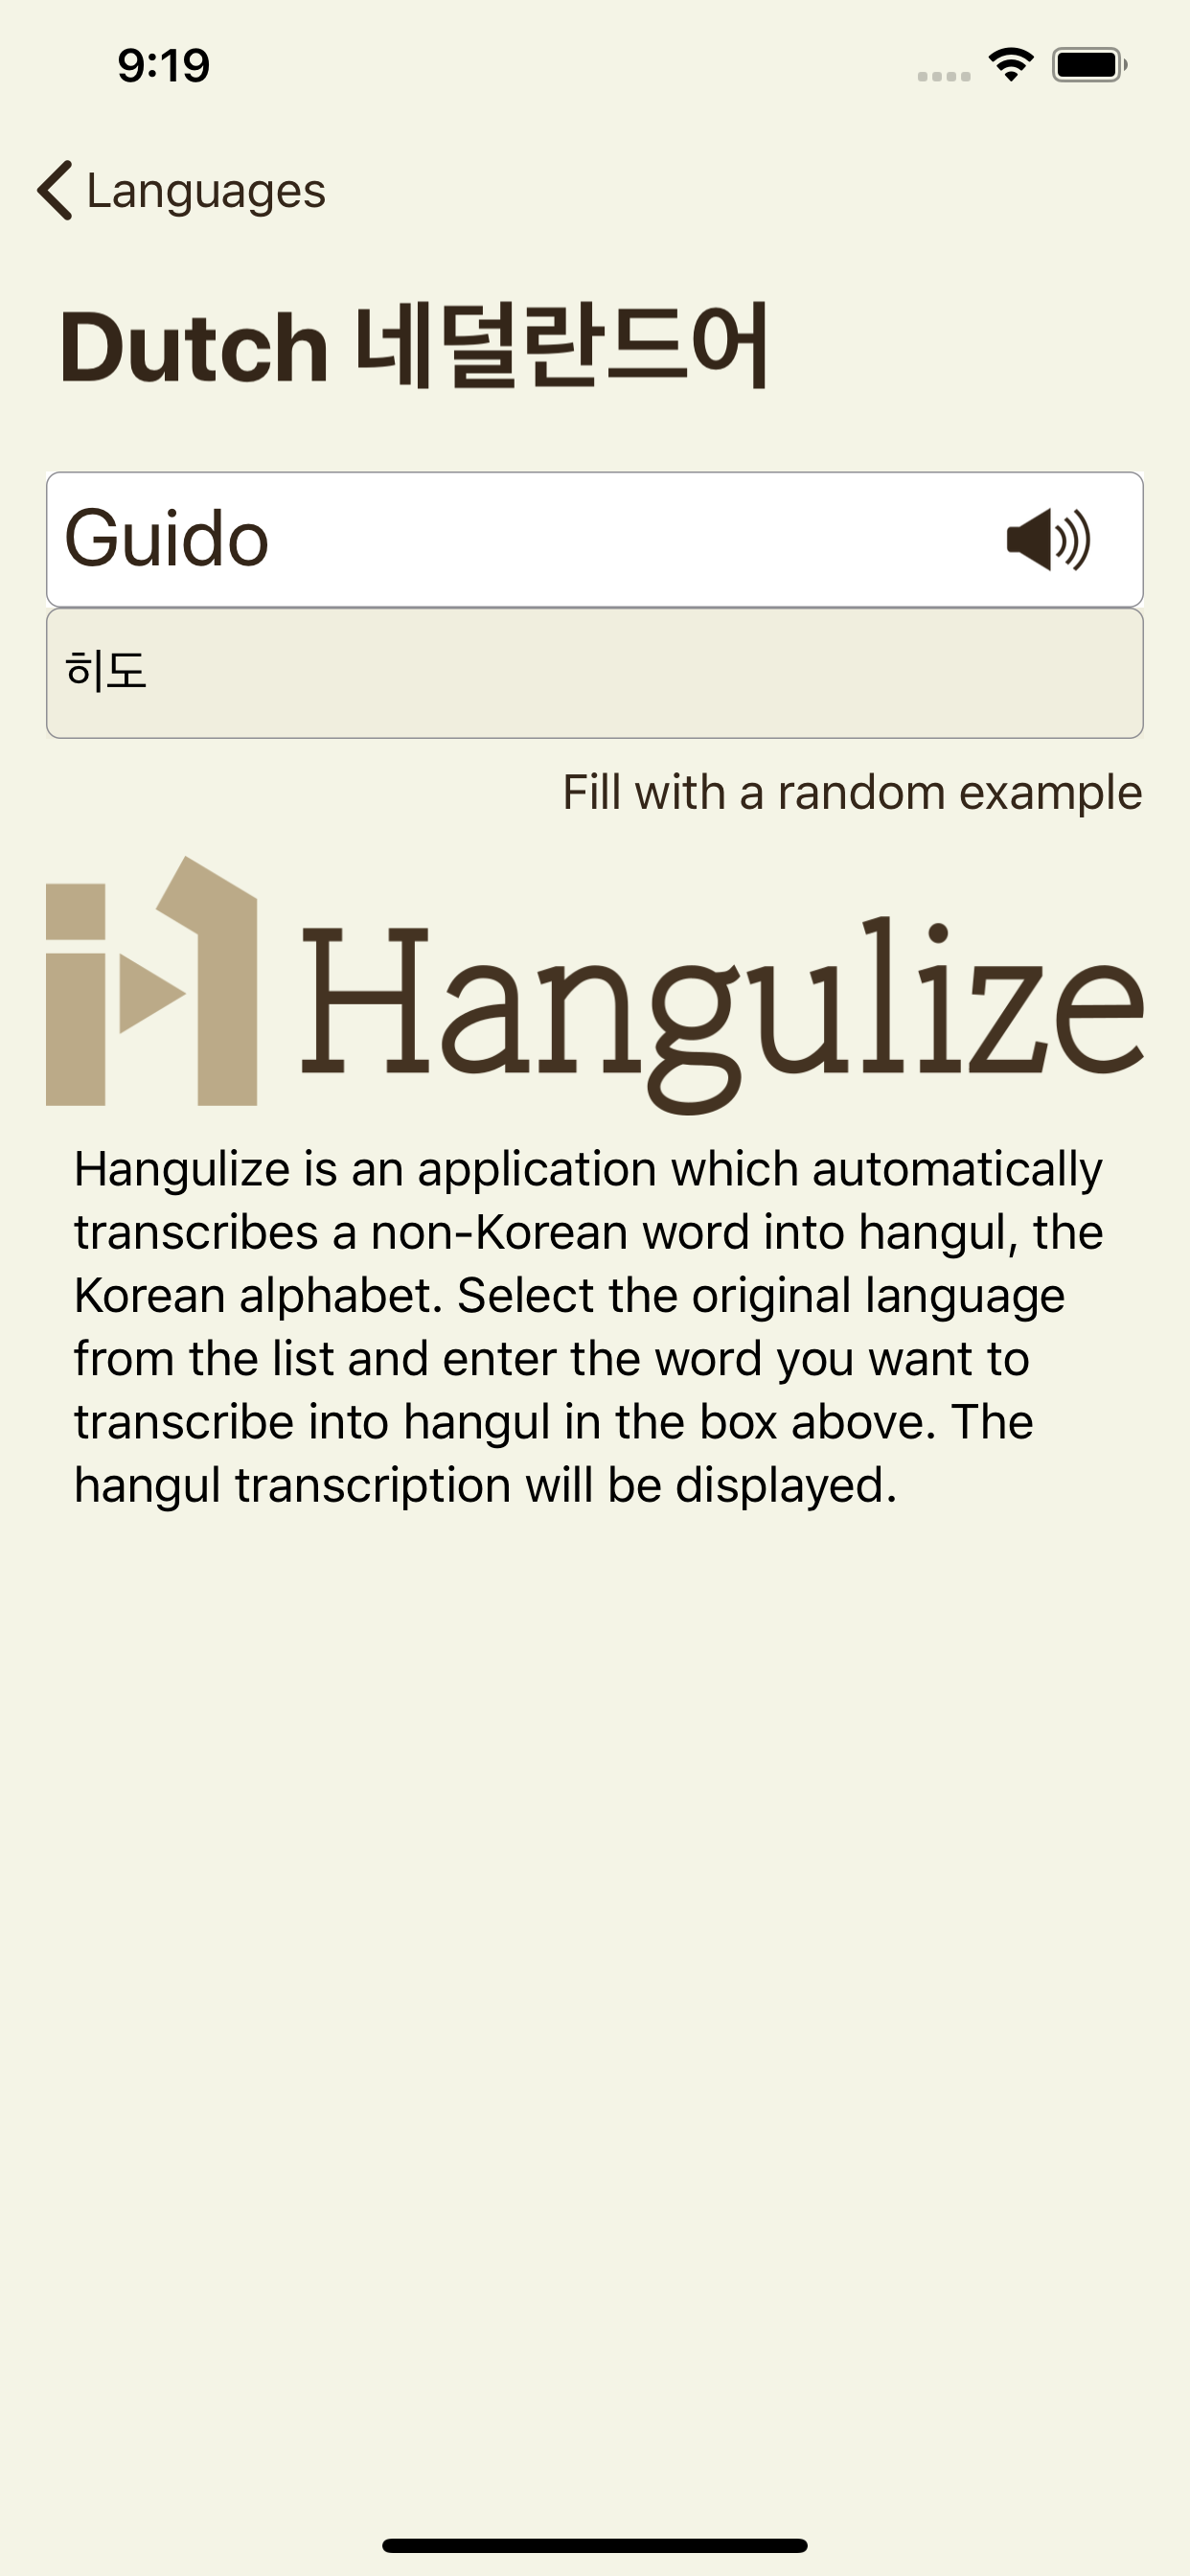 9:19
Languages
Dutch 네덜란드어
Guido
히도
Fill with a random example
Hangulize
Hangulize is an application which automatically
transcribes a non-Korean word into hangul, the
Korean alphabet. Select the original language
from the list and enter the word you want to
transcribe into hangul in the box above. The
hangul transcription will be displayed.